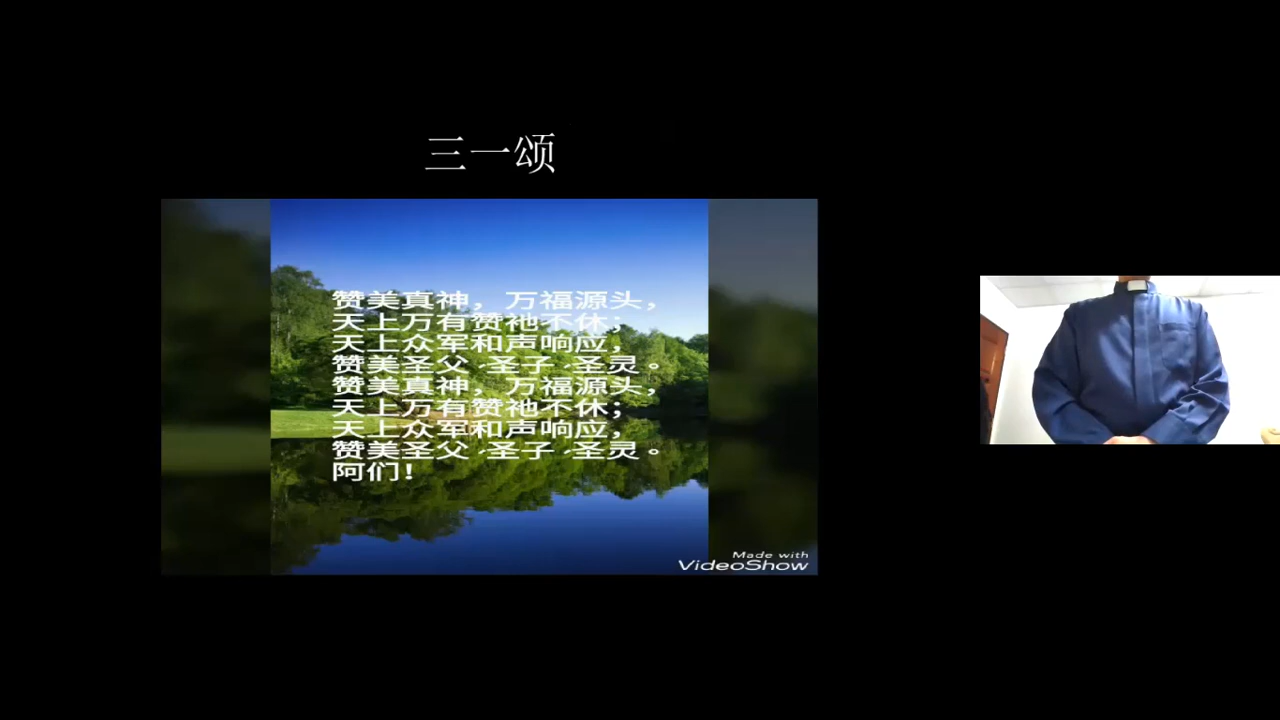 三一颂
赞美真神，万福源头，
天上万有赞祂不休；
天上众军和声响应，
赞美圣父·圣子·圣灵。
赞美真神，万福源头，
天上万有赞祂不休；
天上众军和声响应，
赞美圣父·圣子·圣灵。
阿们！
Made with
VideoShow